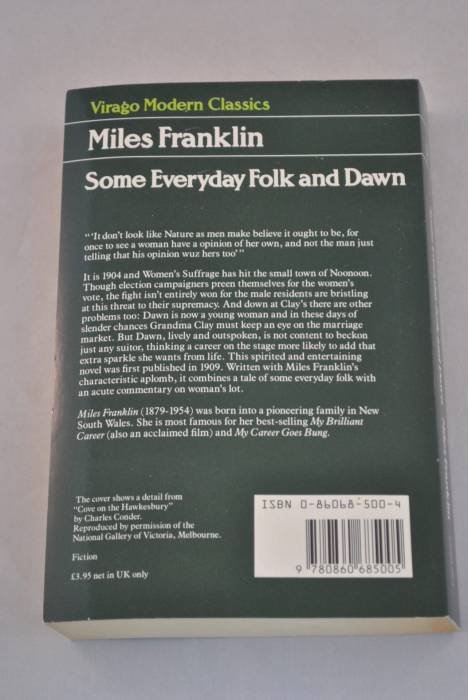 Virago Modern Classics
Miles Franklin
Some Everyday Folk and Dawn
"'It don't look like Nature as men make believe it ought to be, for
once to see a woman have a opinion of her own, and not the man just
telling that his opinion wuz hers too'"
It is 1904 and Women's Suffrage has hit the small town of Noonoon.
Though election campaigners preen themselves for the women's
vote, the fight isn't entirely won for the male residents are bristling
at this threat to their supremacy. And down at Clay's there are other
problems too: Dawn is now a young woman and in these days of
slender chances Grandma Clay must keep an eye on the marriage
market. But Dawn, lively and outspoken, is not content to beckon
just any suitor, thinking a career on the stage more likely to add that
extra sparkle she wants from life. This spirited and entertaining
novel was first published in 1909. Written with Miles Franklin's
characteristic aplomb, it combines a tale of some everyday folk with
an acute commentary on woman's lot.
Miles Franklin (1879-1954) was born into a pioneering family in New
South Wales. She is most famous for her best-selling My Brilliant
Career (also an acclaimed film) and My Career Goes Bung.
The cover shows a detail from
"Cove on the Hawkesbury"
by Charles Conder.
Reproduced by permission of the
National Gallery of Victoria, Melbourne.
Fiction
£3.95 net in UK only
ISBN 0-86068-500-4
9 780860 685005